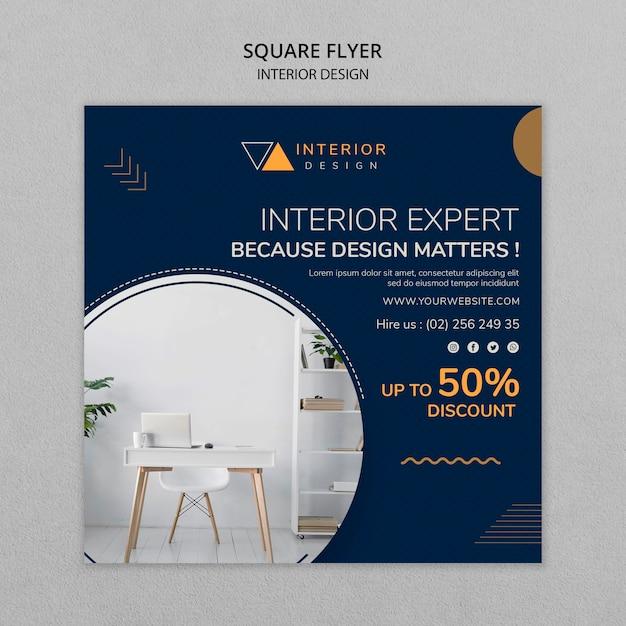 SQUARE FLYER
INTERIOR DESIGN
INTERIOR
DESIGN
INTERIOR EXPERT
BECAUSE DESIGN MATTERS !
Lorem ipsum dolor sit amet, consectetur adipiscing elit
sed do eiusmod tempor incididunt
WWW.YOURWEBSITE.COM
Hire us : (02) 256 249 35
UP TO 50%
DISCOUNT